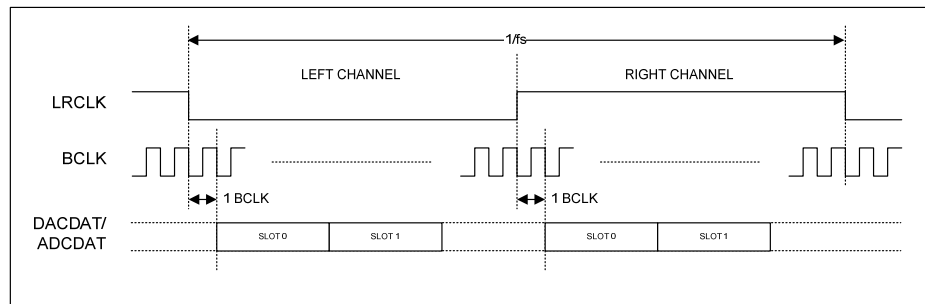 1/fs
LEFT CHANNEL
RIGHT CHANNEL
LRCLK
BCLK
1 BCLK
1 BCLK
DACDAT/
ADCDAT
SLOT 0
SLOT 1
SLOT 0
SLOT 1